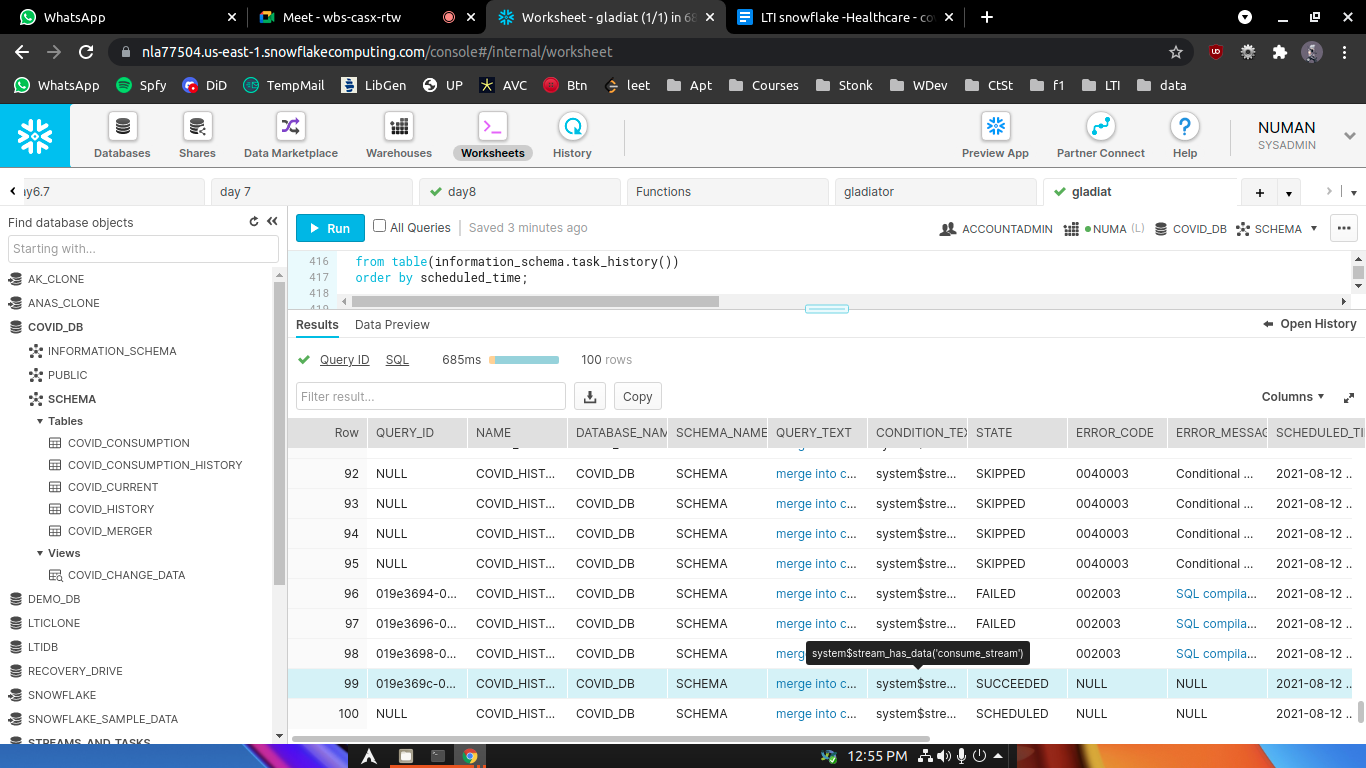 WhatsApp
Meet - wbs-casx-rtw
Worksheet - gladiat (1/1) in 68
LTI snowflake -Healthcare - co
nla77504.us-east-1.snowflakecomputing.com/console#/internal/worksheet
WhatsApp Spfy DiD TempMail LibGen UP AVC Btn leet Apt Courses Stonk WDev CtSt f1 LTI data
Databases Shares Data Marketplace Warehouses Worksheets History Preview App Partner Connect Help
NUMAN
SYSADMIN
ay6.7 day 7 day8 Functions gladiator gladiat
Find database objects
Starting with...
AK_CLONE
ANAS_CLONE
COVID_DB
INFORMATION_SCHEMA
PUBLIC
SCHEMA
Tables
COVID_CONSUMPTION
COVID_CONSUMPTION_HISTORY
COVID_CURRENT
COVID_HISTORY
COVID_MERGER
Views
COVID_CHANGE_DATA
DEMO_DB
LTICLONE
LTIDB
RECOVERY_DRIVE
SNOWFLAKE
SNOWFLAKE_SAMPLE_DATA
STREAMS_AND_TASKS
Run All Queries Saved 3 minutes ago ACCOUNTADMIN NUMA (L) COVID_DB SCHEMA
416 from table(information_schema.task_history())
417 order by scheduled_time;
418
419
Results Data Preview Open History
Query ID SQL 685ms 100 rows
Filter result... Copy Columns
Row QUERY_ID NAME DATABASE_NAM SCHEMA_NAME QUERY_TEXT CONDITION_TEX STATE ERROR_CODE ERROR_MESSAG SCHEDULED_TI
92 NULL COVID_HIST... COVID_DB SCHEMA merge into c... system$stre... SKIPPED 0040003 Conditional ... 2021-08-12 ..
93 NULL COVID_HIST... COVID_DB SCHEMA merge into c... system$stre... SKIPPED 0040003 Conditional ... 2021-08-12 ..
94 NULL COVID_HIST... COVID_DB SCHEMA merge into c... system$stre... SKIPPED 0040003 Conditional ... 2021-08-12 ..
95 NULL COVID_HIST... COVID_DB SCHEMA merge into c... system$stre... SKIPPED 0040003 Conditional ... 2021-08-12 ..
96 019e3694-0... COVID_HIST... COVID_DB SCHEMA merge into c... system$stre... FAILED 002003 SQL compila... 2021-08-12 ..
97 019e3696-0... COVID_HIST... COVID_DB SCHEMA merge into c... system$stre... FAILED 002003 SQL compila... 2021-08-12 ..
98 019e3698-0... COVID_HIST... COVID_DB SCHEMA merg 002003 SQL compila... 2021-08-12 ..
system$stream_has_data('consume_stream')
99 019e369c-0... COVID_HIST... COVID_DB SCHEMA merge into c... system$stre... SUCCEEDED NULL NULL 2021-08-12 ..
100 NULL COVID_HIST... COVID_DB SCHEMA merge into c... system$stre... SCHEDULED NULL NULL 2021-08-12 ..
12:55 PM